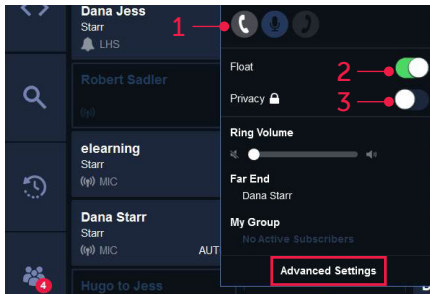 Dana Jess
Starr
LHS
Robert Sadler
elearning
Starr
MIC
Dana Starr
Starr
MIC AUT
Hugo to Jess
4
1
Float
2
Privacy
3
Ring Volume
Far End
Dana Starr
My Group
No Active Subscribers
Advanced Settings